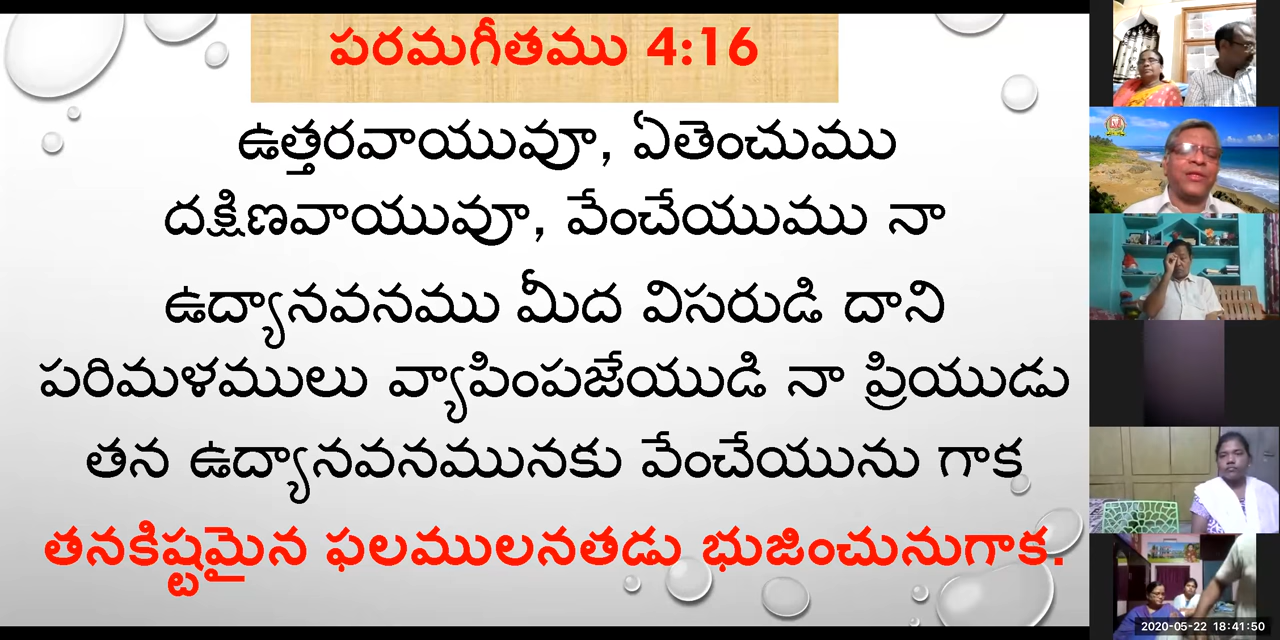 పరమగీతము 4:16
ఉత్తరవాయువూ, ఏతెంచుము
దక్షిణవాయువూ, వేంచేయుము నా
ఉద్యానవనము మీద విసరుడి దాని
పరిమళములు వ్యాపింపజేయుడి నా ప్రియుడు
తన ఉద్యానవనమునకు వేంచేయును గాక
తనకిష్టమైన ఫలములనతడు భుజించునుగాక.
2020-05-22 18:41:50